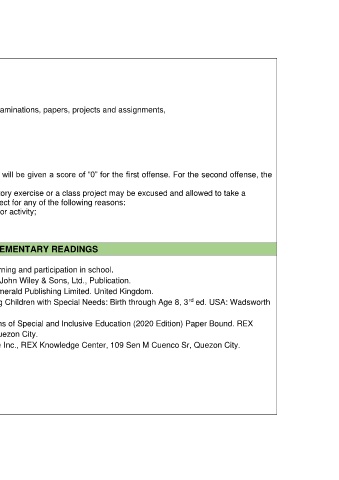 aminations, papers, projects and assignments,
will be given a score of "0" for the first offense. For the second offense, the
tory exercise or a class project may be excused and allowed to take a
ect for any of the following reasons:
or activity;
EMENTARY READINGS
rning and participation in school.
John Wiley & Sons, Ltd., Publication.
merald Publishing Limited. United Kingdom.
g Children with Special Needs: Birth through Age 8, 3rd ed. USA: Wadsworth
ns of Special and Inclusive Education (2020 Edition) Paper Bound. REX
uezon City.
e Inc., REX Knowledge Center, 109 Sen M Cuenco Sr, Quezon City.